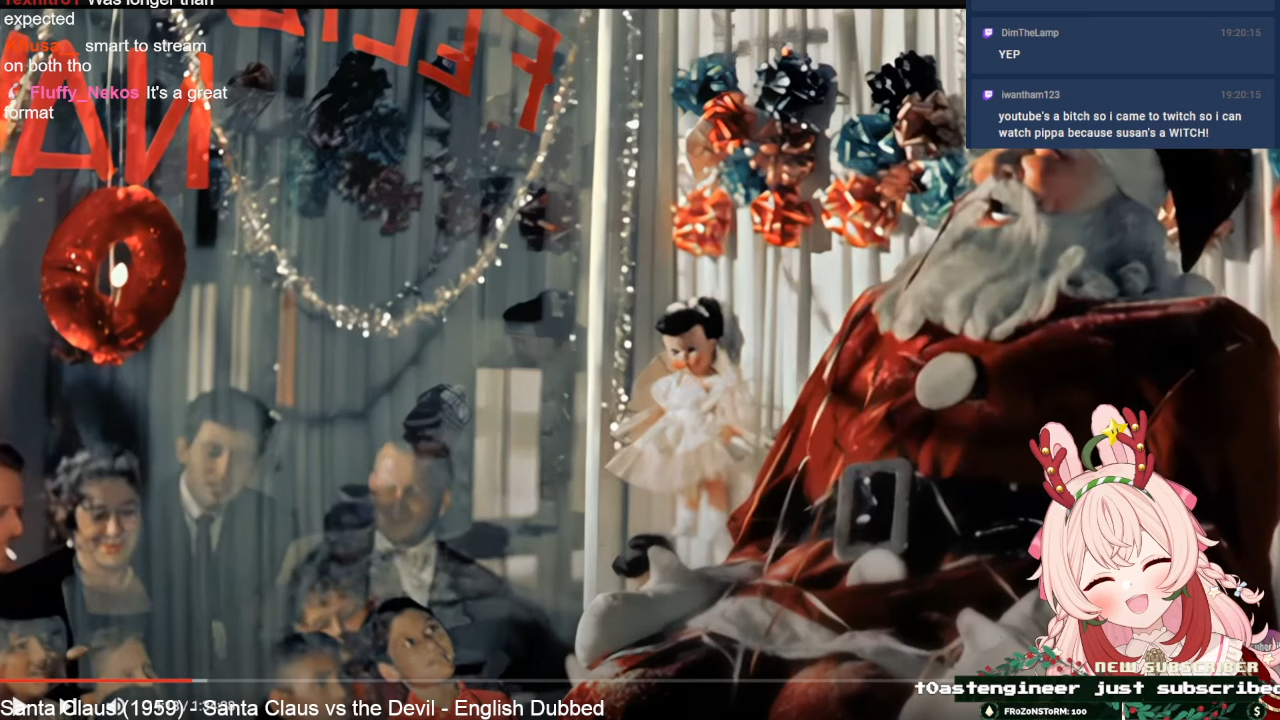 Was longer than
expected
smart to stream
on both tho
Fluffy_Nekos It's a great
format
DimTheLamp 19:20:15
YEP
iwantham123 19:20:15
youtube's a bitch so i came to twitch so i can
watch pippa because susan's a WITCH!
NEW SUBSCRIBER
t0astengineer just subscribed
FR0Z0NST0RM: 100
$
Santa Claus (1959) - Santa Claus vs the Devil - English Dubbed